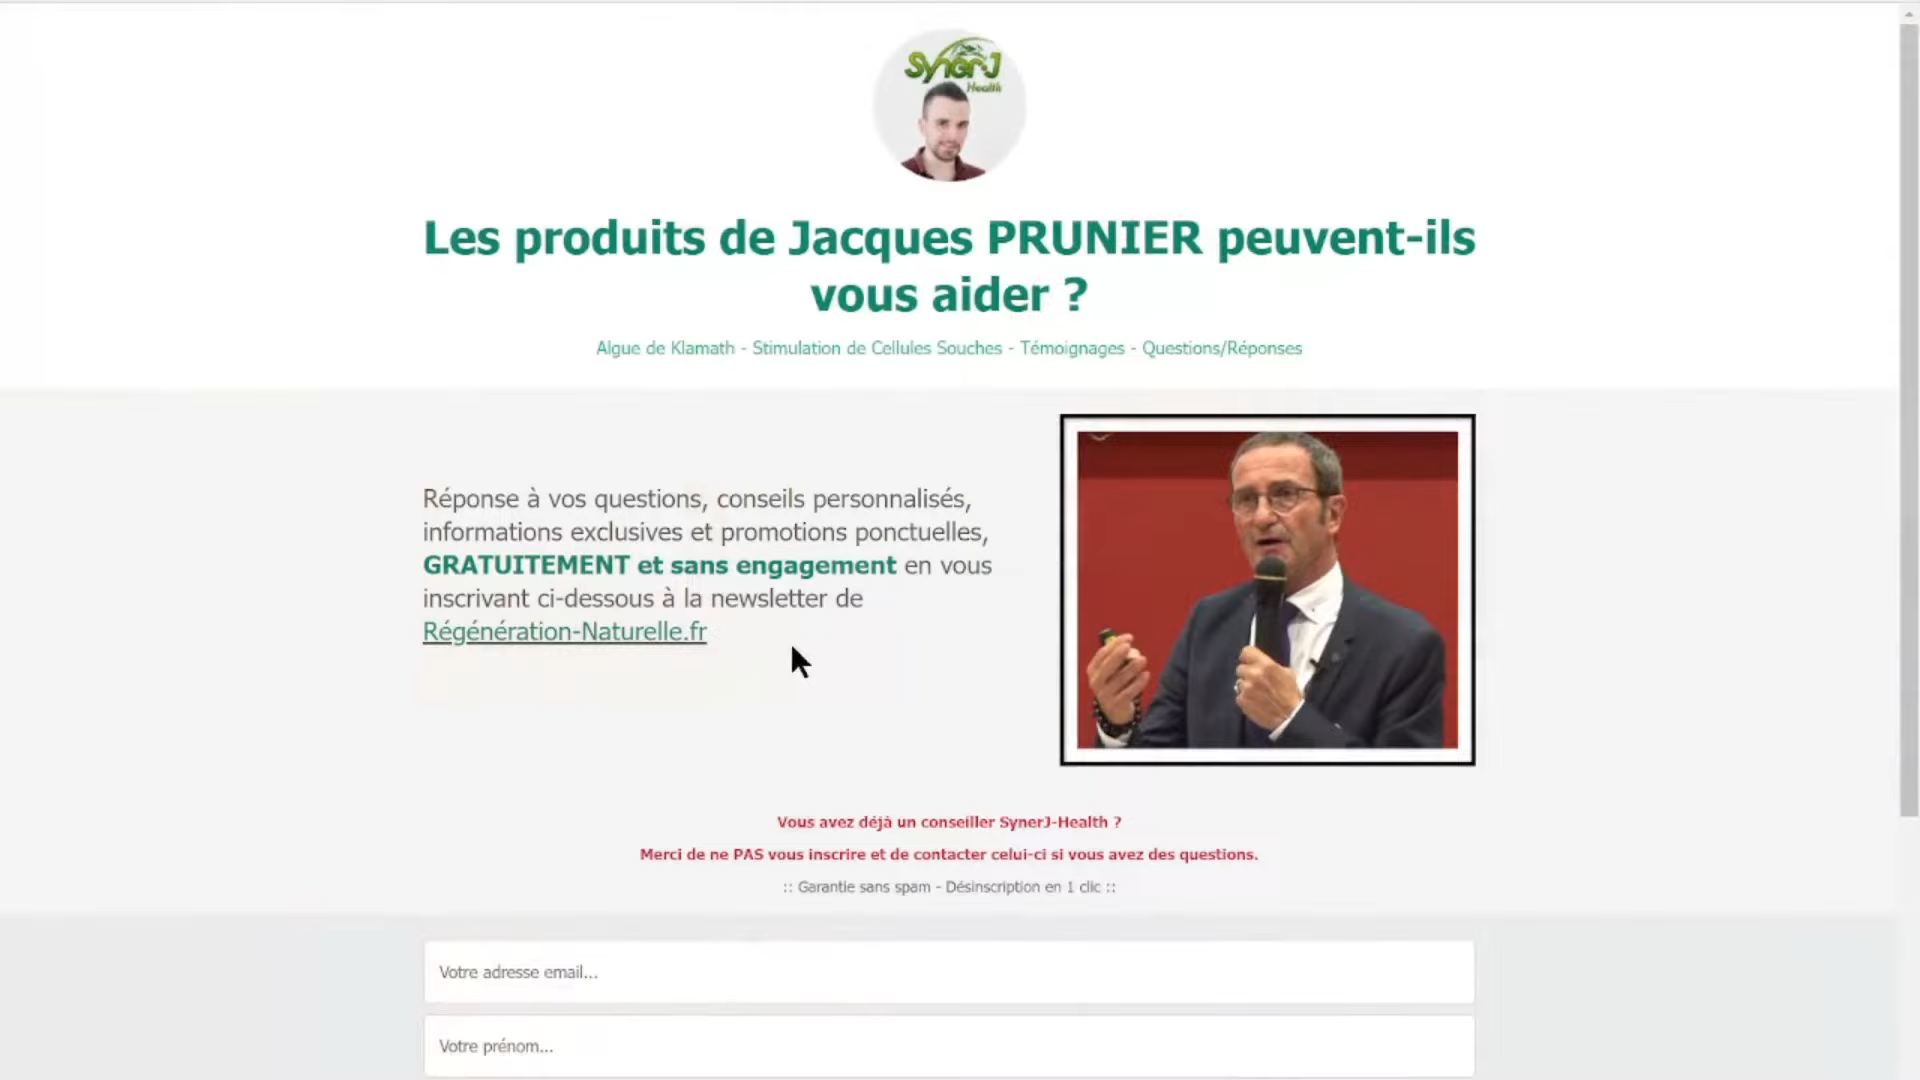 SynerJ
Health
Les produits de Jacques PRUNIER peuvent-ils
vous aider ?
Algue de Klamath - Stimulation de Cellules Souches - Témoignages - Questions/Réponses
Réponse à vos questions, conseils personnalisés,
informations exclusives et promotions ponctuelles,
GRATUITEMENT et sans engagement en vous
inscrivant ci-dessous à la newsletter de
Régénération-Naturelle.fr
Vous avez déjà un conseiller SynerJ-Health ?
Merci de ne PAS vous inscrire et de contacter celui-ci si vous avez des questions.
:: Garantie sans spam - Désinscription en 1 clic ::
Votre adresse email...
Votre prénom...